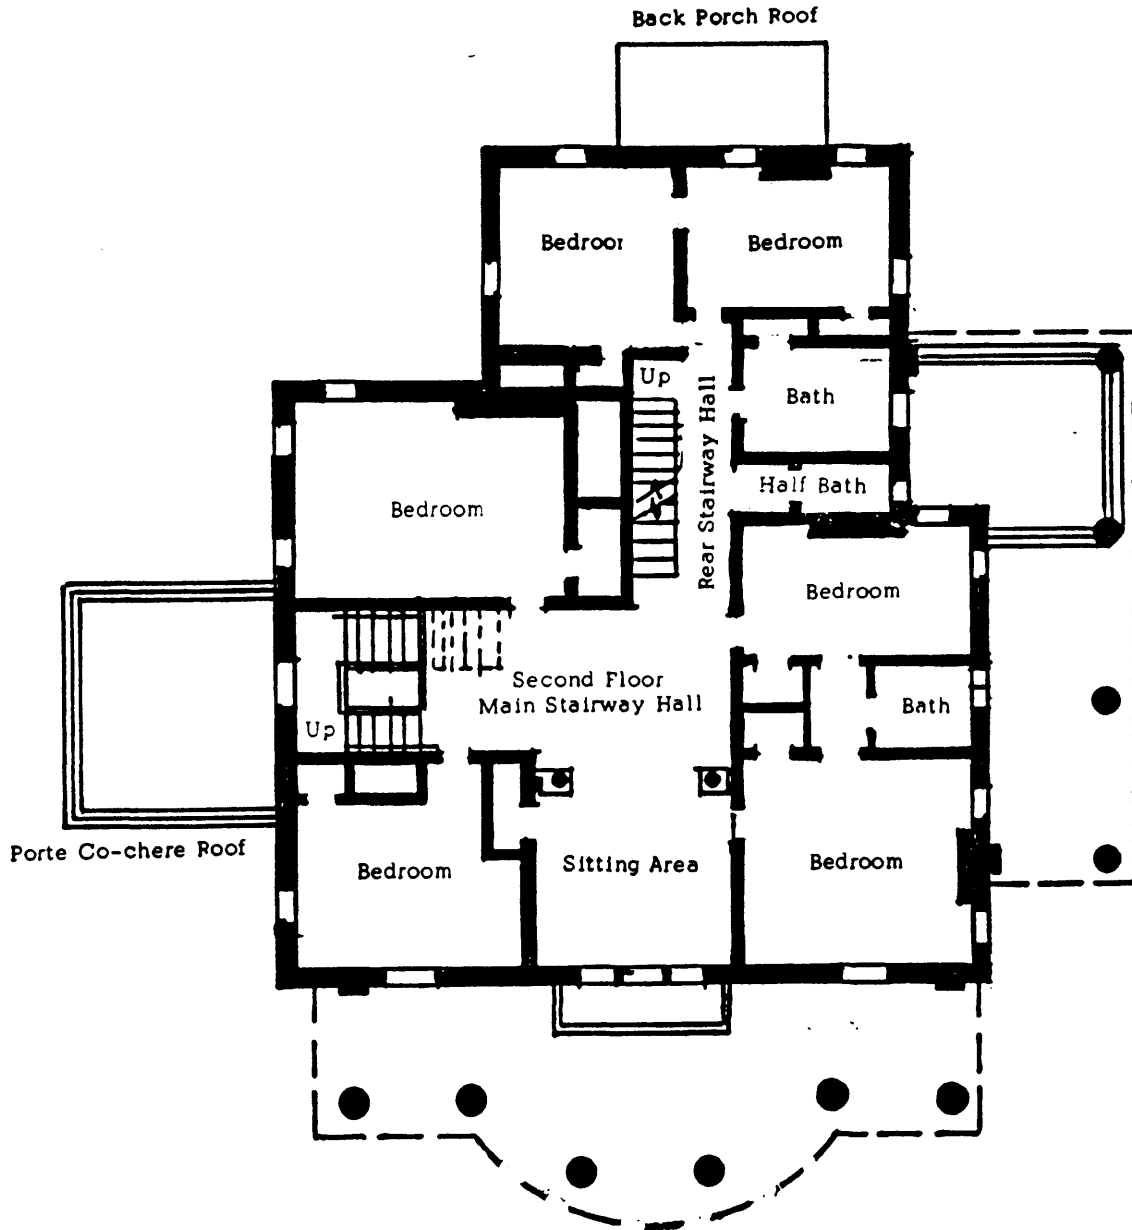 Back Porch Roof
Bedroor
Bedroom
Up
Rear Stairway Hall
Bath
Half Bath
Bedroom
Bedroom
Second Floor
Main Stairway Hall
Bath
Up
Porte Co-chere Roof
Bedroom
Sitting Area
Bedroom